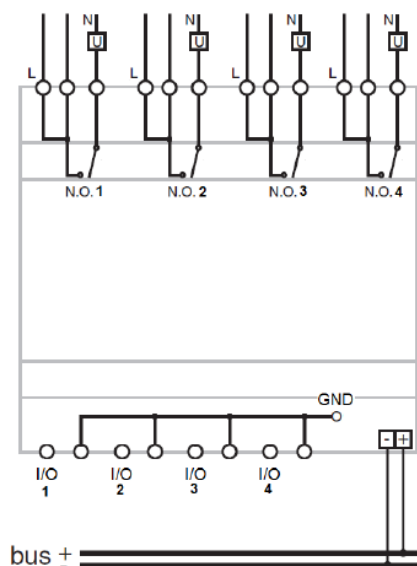 N N N N
U U U U
L L L L
N.O.1 N.O.2 N.O.3 N.O.4
GND
- +
I/O I/O I/O I/O
1 2 3 4
bus +
-